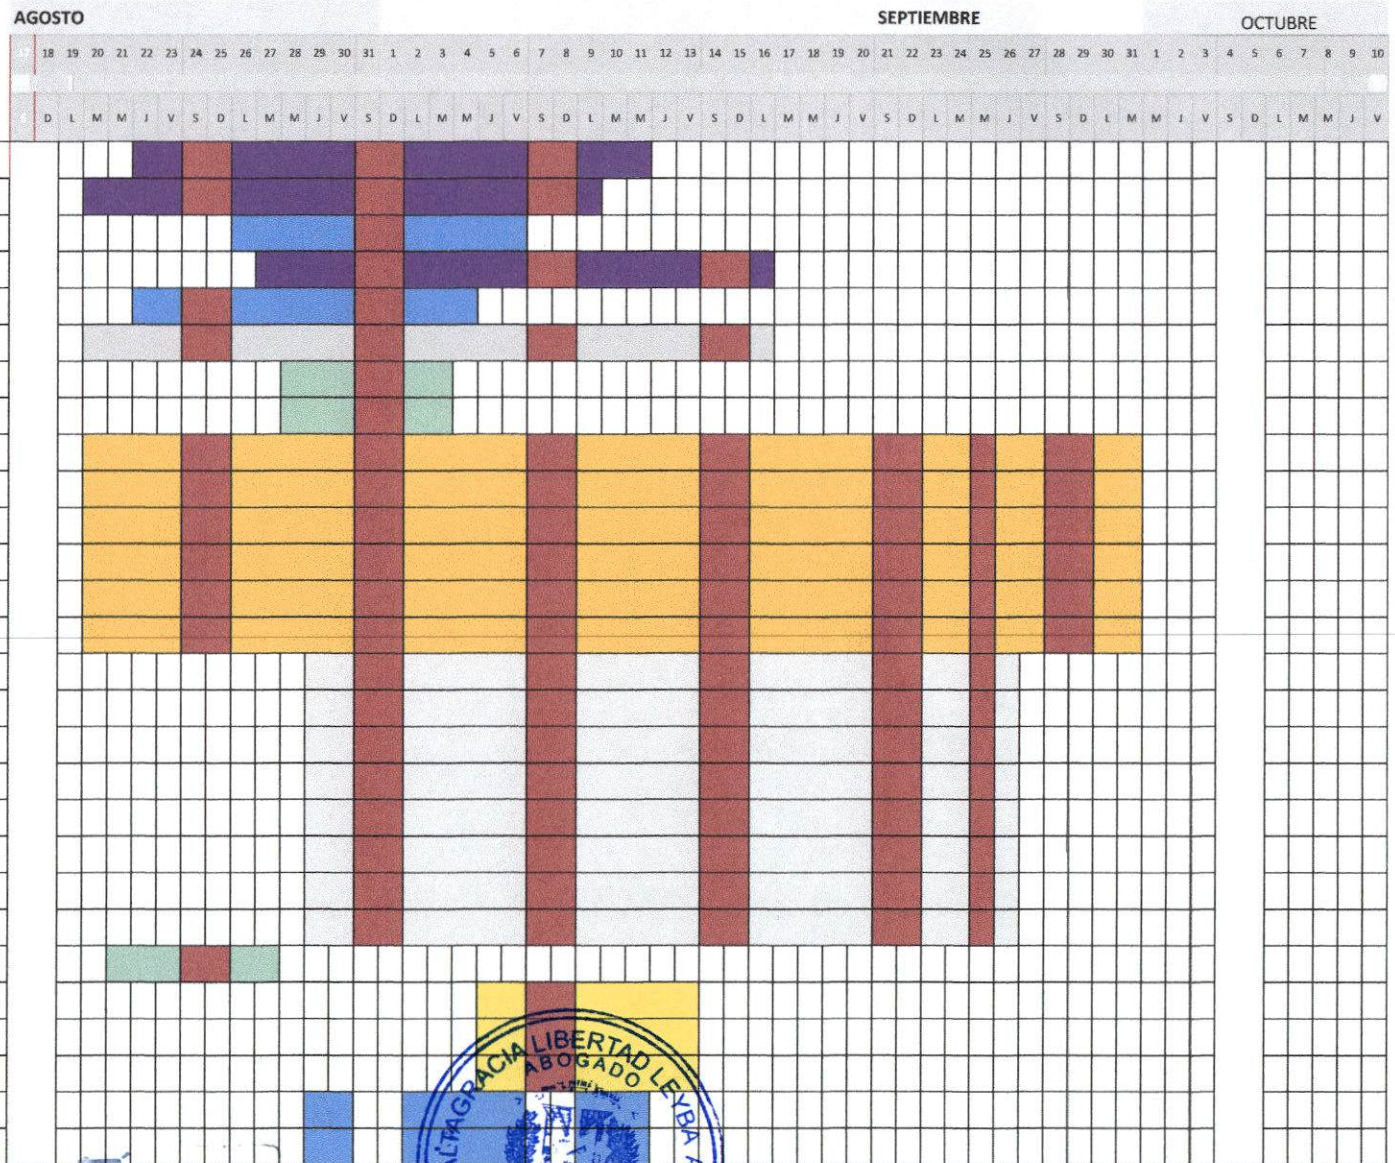 AGOSTO SEPTIEMBRE OCTUBRE
18 19 20 21 22 23 24 25 26 27 28 29 30 31 1 2 3 4 5 6 7 8 9 10 11 12 13 14 15 16 17 18 19 20 21 22 23 24 25 26 27 28 29 30 31 1 2 3 4 5 6 7 8 9 10
D L M M J V S D L M M J V S D L M M J V S D L M M J V S D L M M J V S D L M M J V S D L M M J V S D L M M J V
ALTAGRACIA LIBERTAD LEYBA
ABOGADO